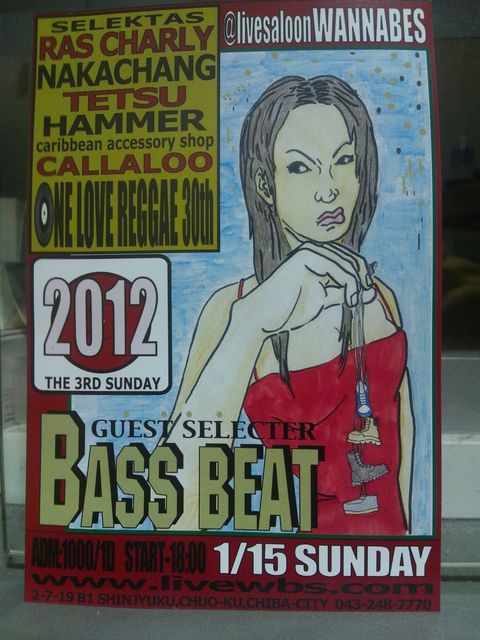 SELEKTAS
RAS CHARLY
NAKACHANG
TETSU
HAMMER
caribbean accessory shop
CALLALOO
ONE LOVE REGGAE 30th
@livesaloon WANNABES
2012
THE 3RD SUNDAY
GUEST SELECTER
BASS BEAT
ADM:1000/1D START-18:00 1/15 SUNDAY
www.livewbs.com
2-7-19 B1 SHINJYUKU,CHUO-KU,CHIBA-CITY 043-248-7770